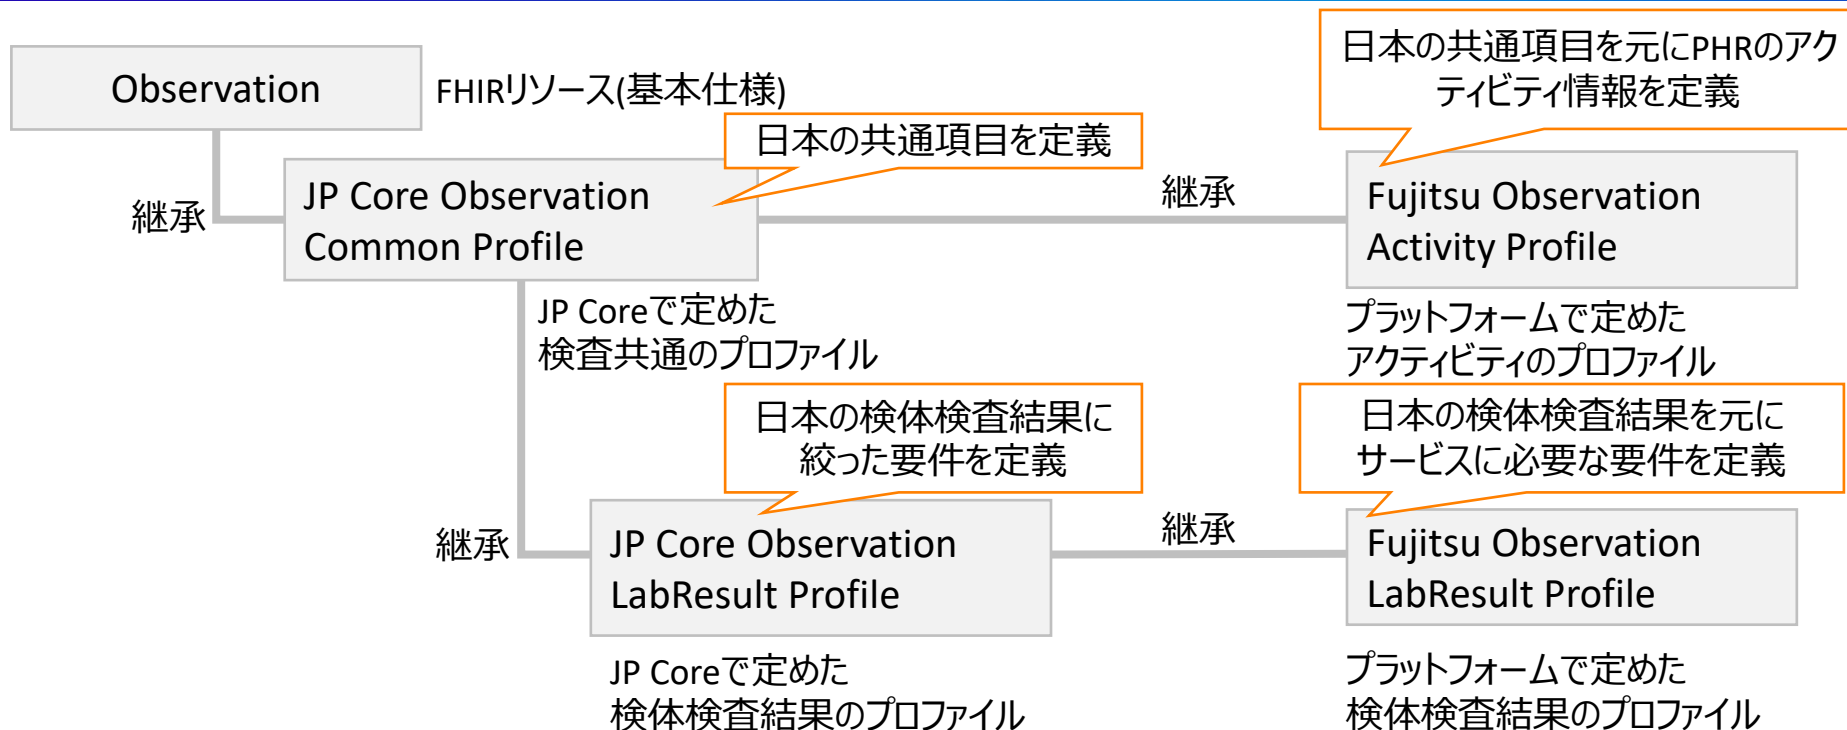 Observation
FHIRリソース(基本仕様)
日本の共通項目を定義
日本の共通項目を元にPHRのアク
ティビティ情報を定義
継承
JP Core Observation
Common Profile
継承
Fujitsu Observation
Activity Profile
JP Coreで定めた
検査共通のプロファイル
プラットフォームで定めた
アクティビティのプロファイル
日本の検体検査結果に
絞った要件を定義
日本の検体検査結果を元に
サービスに必要な要件を定義
継承
JP Core Observation
LabResult Profile
継承
Fujitsu Observation
LabResult Profile
JP Coreで定めた
検体検査結果のプロファイル
プラットフォームで定めた
検体検査結果のプロファイル